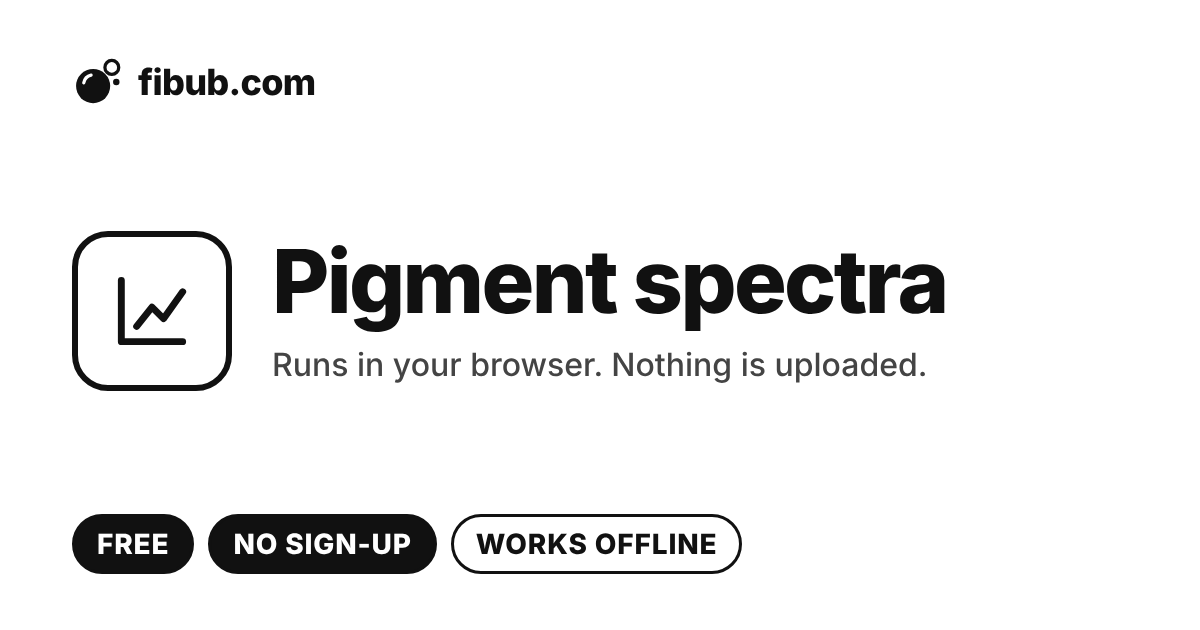 fibub.com
Pigment spectra
Runs in your browser. Nothing is uploaded.
FREE
NO SIGN-UP
WORKS OFFLINE